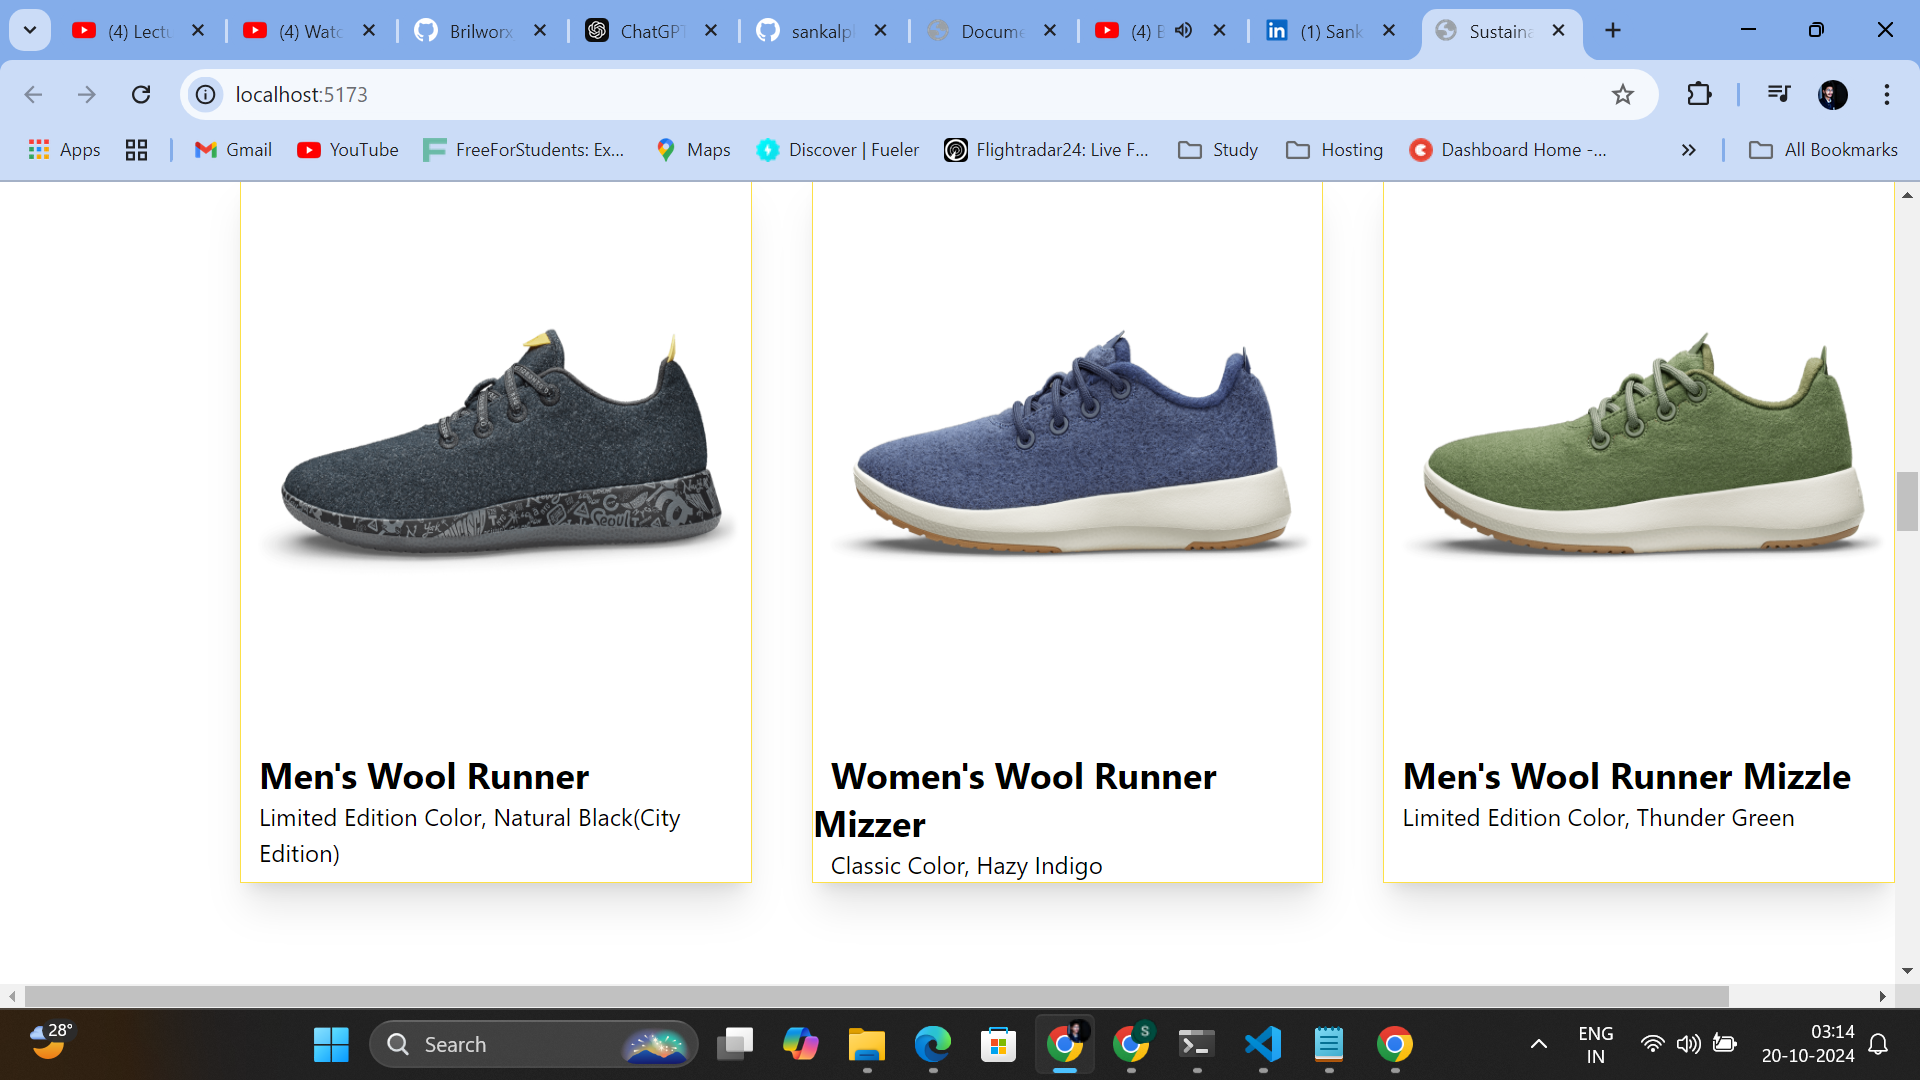 (4) Lectu
(4) Watc
Brilworx
ChatGPT
sankalp
Docume
(4) E
(1) Sank
Sustaina
localhost:5173
Apps
Gmail
YouTube
FreeForStudents: Ex...
Maps
Discover | Fueler
Flightradar24: Live F...
Study
Hosting
Dashboard Home -...
All Bookmarks
Seoul
Men's Wool Runner
Limited Edition Color, Natural Black(City
Edition)
Women's Wool Runner
Mizzer
Classic Color, Hazy Indigo
Men's Wool Runner Mizzle
Limited Edition Color, Thunder Green
28°
Search
S
ENG
IN
03:14
20-10-2024